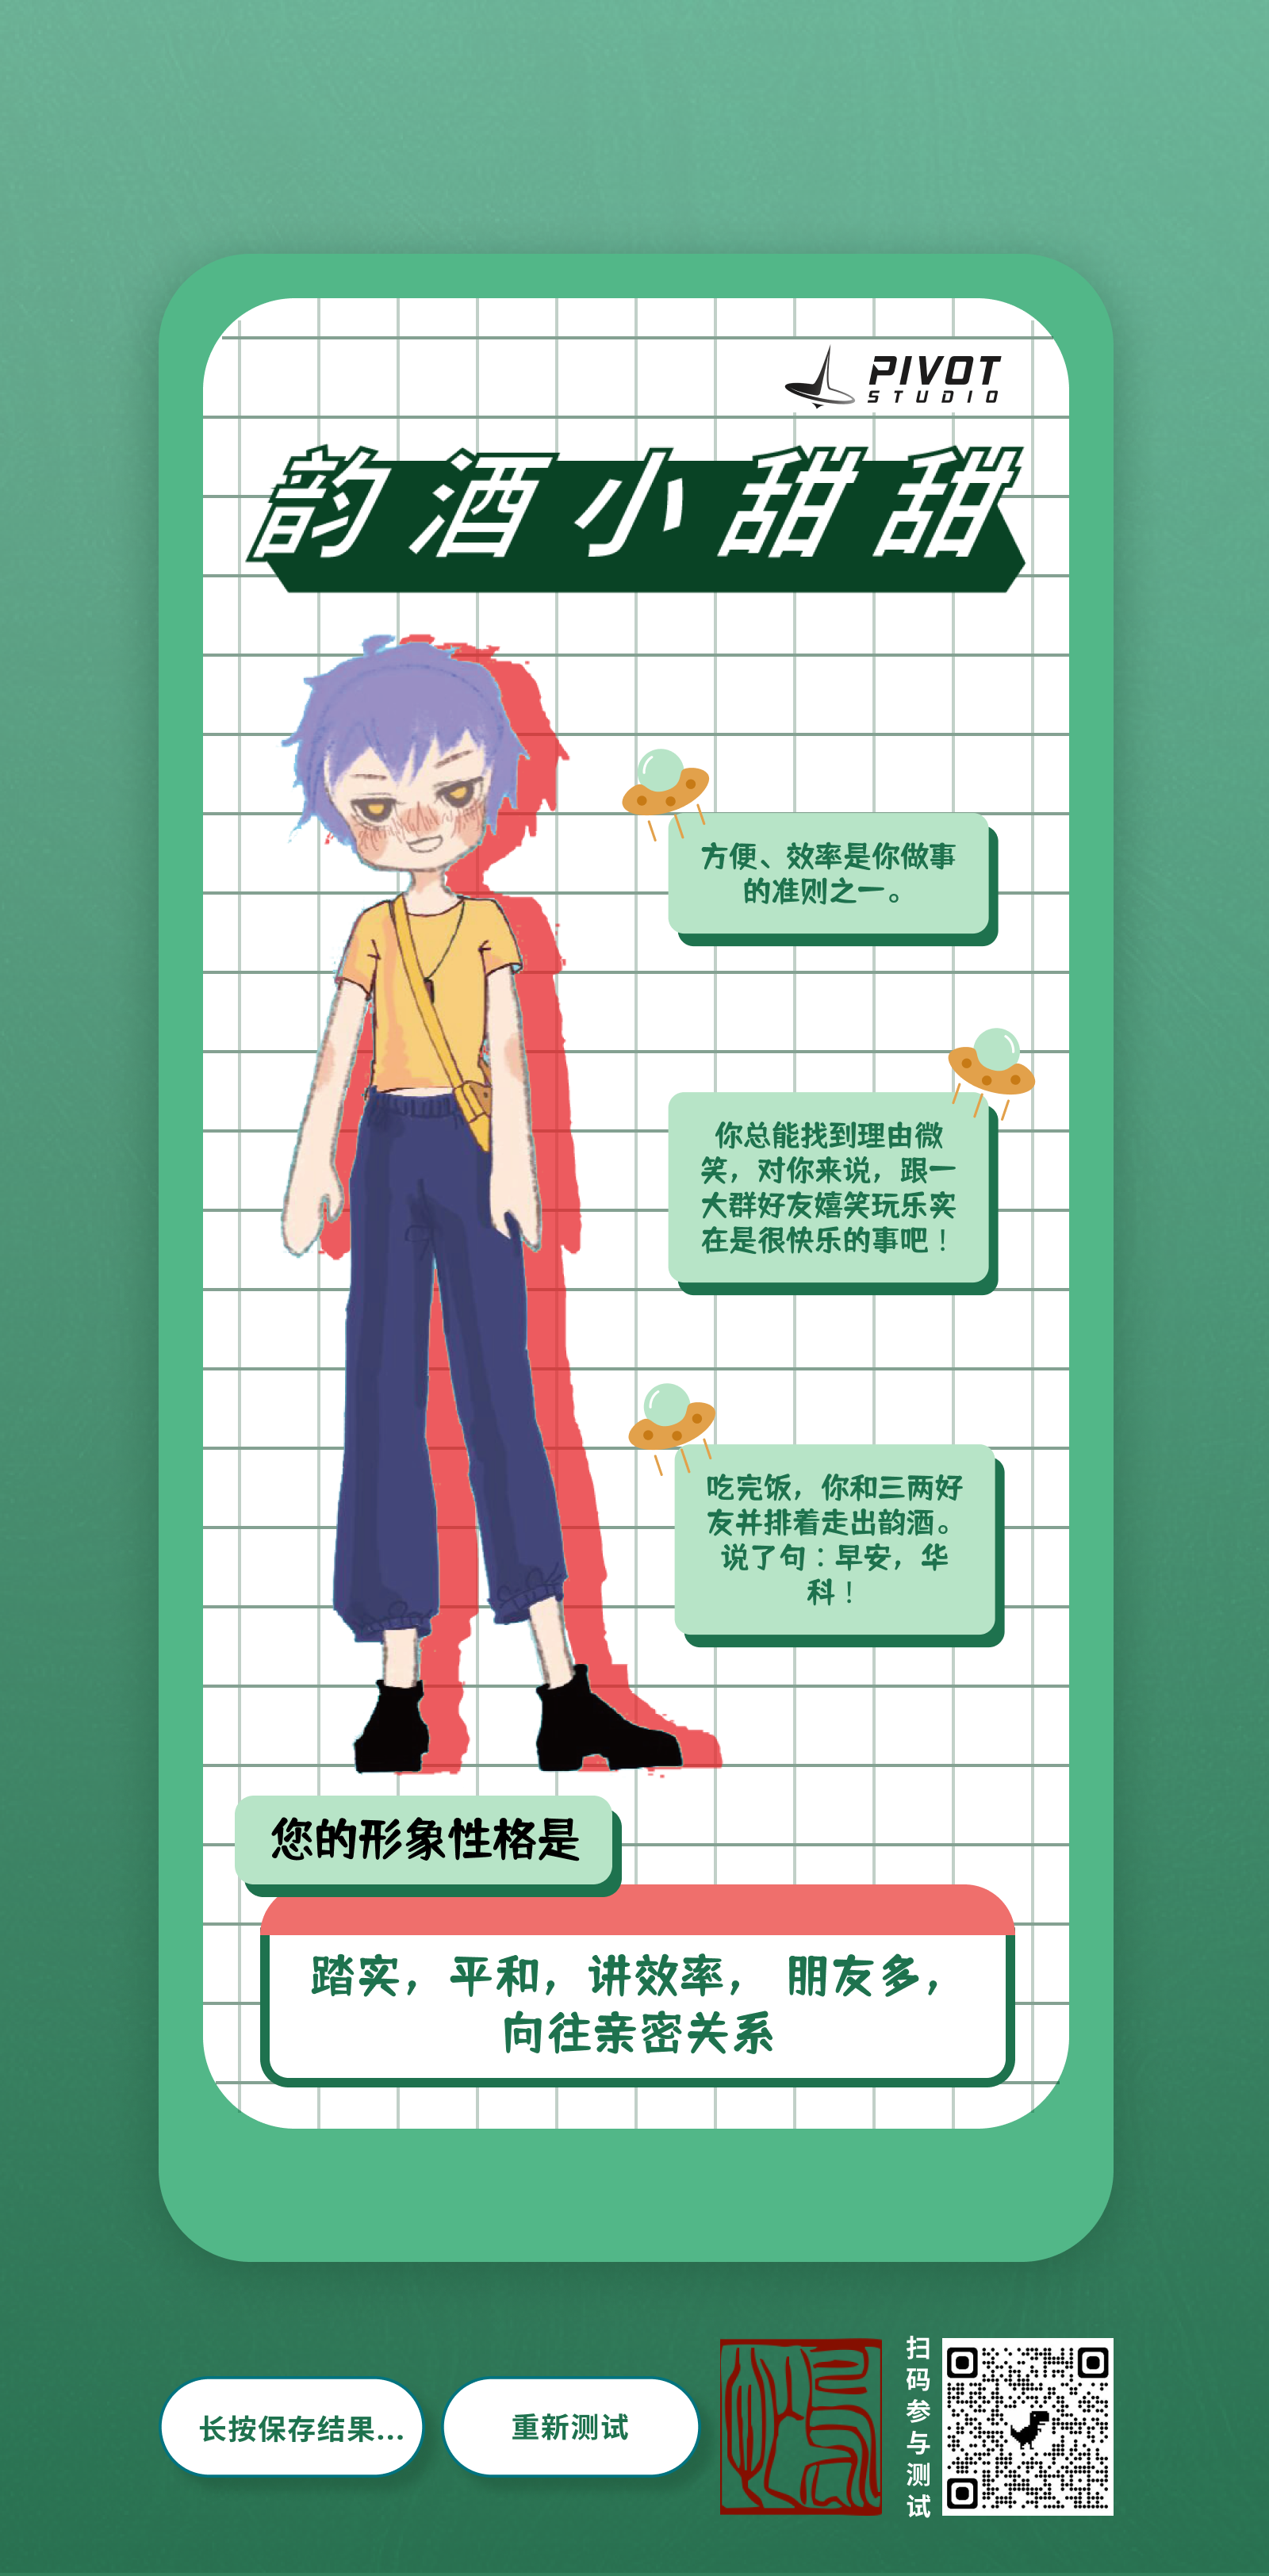 PIVOT
STUDIO
韵酒小甜甜
方便、效率是你做事
的准则之一。
你总能找到理由微
笑，对你来说，跟一
大群好友嬉笑玩乐实
在是很快乐的事吧！
吃完饭，你和三两好
友并排着走出韵酒。
说了句：早安，华
科！
您的形象性格是
踏实，平和，讲效率， 朋友多，
向往亲密关系
长按保存结果...
重新测试
扫码参与测试